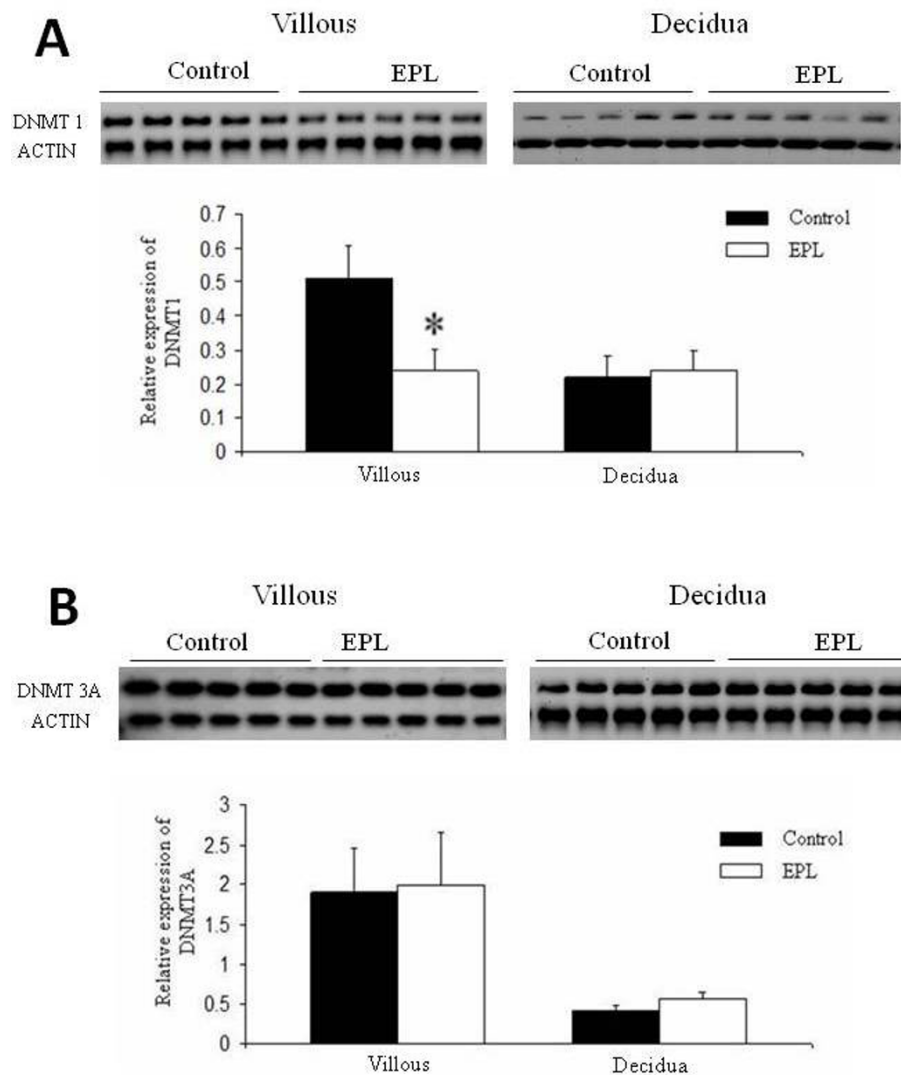 A
Villous Decidua
Control EPL Control EPL
DNMT 1
ACTIN
Relative expression of
DNMT1
0.7
0.6
0.5
0.4
0.3
0.2
0.1
0
*
Control
EPL
Villous Decidua
B
Villous Decidua
Control EPL Control EPL
DNMT 3A
ACTIN
Relative expression of
DNMT3A
3
2.5
2
1.5
1
0.5
0
Control
EPL
Villous Decidua